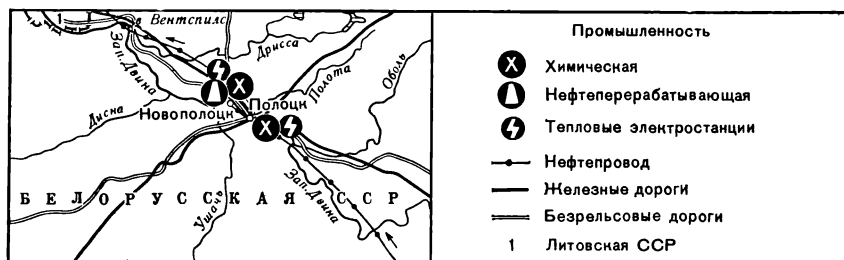 1
в Вентспилс
Дрисса
Зап. Двина
Полота
Оболь
Дисна
Полоцк
Новополоцк
Зап. Двина
БЕЛОРУССКАЯ ССР
Ушачь
Промышленность
Химическая
Нефтеперерабатывающая
Тепловые электростанции
Нефтепровод
Железные дороги
Безрельсовые дороги
1 Литовская ССР